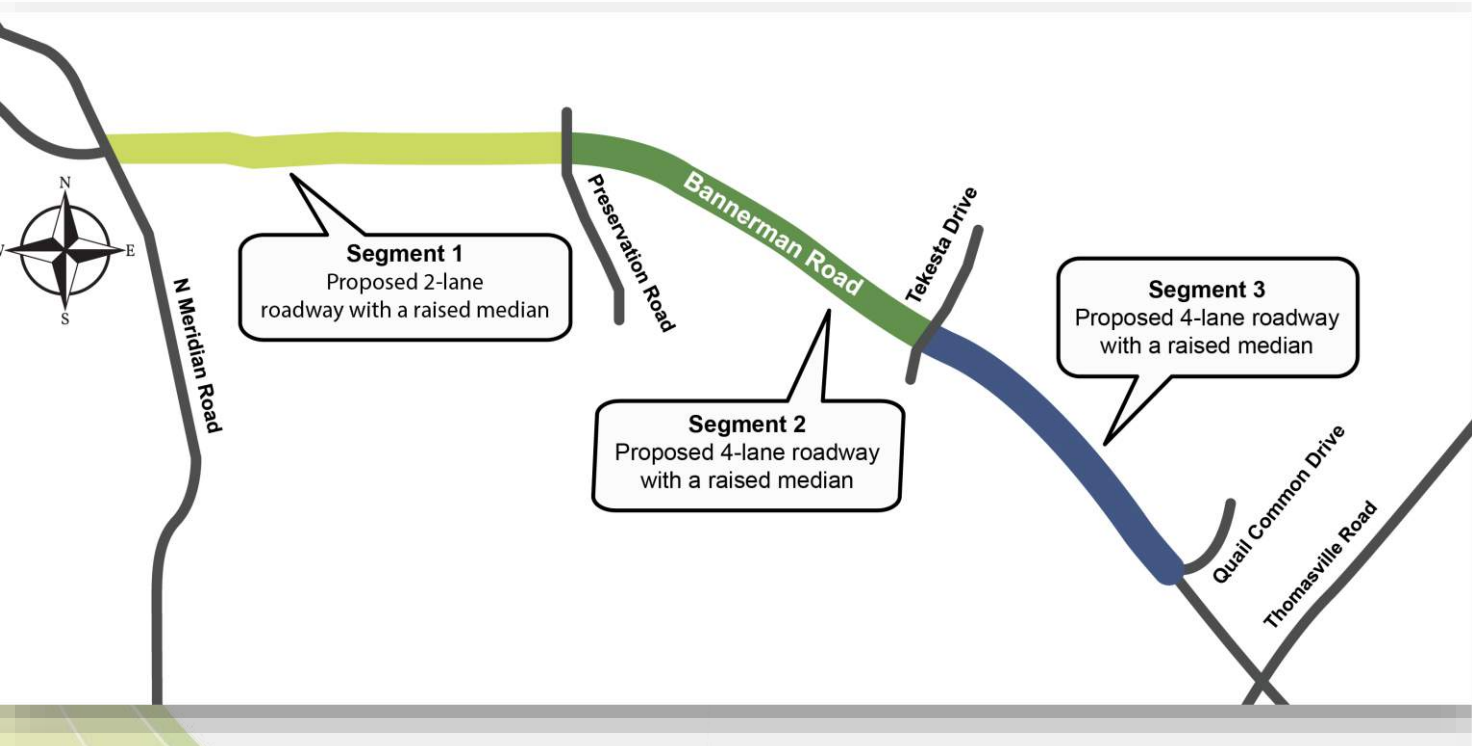 N
E
S
Segment 1
Proposed 2-lane
roadway with a raised median
N Meridian Road
Preservation Road
Bannerman Road
Tekesta Drive
Segment 2
Proposed 4-lane roadway
with a raised median
Segment 3
Proposed 4-lane roadway
with a raised median
Quail Common Drive
Thomasville Road